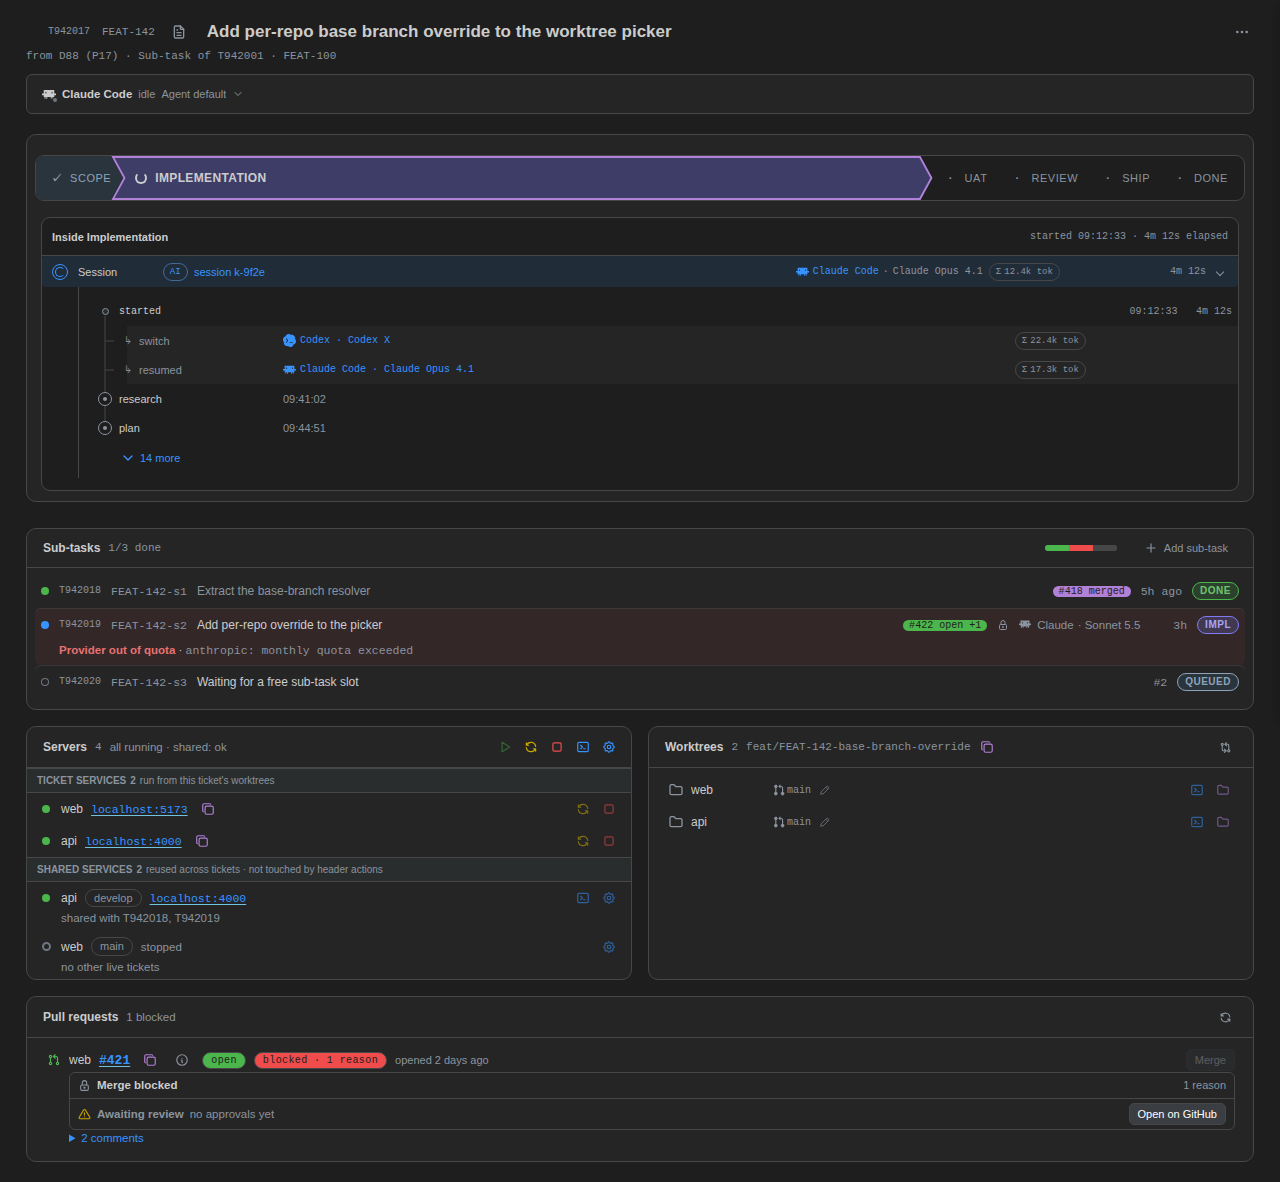 T942017 FEAT-142 Add per-repo base branch override to the worktree picker
from D88 (P17) · Sub-task of T942001 · FEAT-100
Claude Code idle Agent default
SCOPE IMPLEMENTATION · UAT · REVIEW · SHIP · DONE
Inside Implementation started 09:12:33 · 4m 12s elapsed
Session AI session k-9f2e Claude Code · Claude Opus 4.1 Σ 12.4k tok 4m 12s
started 09:12:33 4m 12s
↳ switch Codex · Codex X Σ 22.4k tok
↳ resumed Claude Code · Claude Opus 4.1 Σ 17.3k tok
research 09:41:02
plan 09:44:51
14 more
Sub-tasks 1/3 done Add sub-task
T942018 FEAT-142-s1 Extract the base-branch resolver #418 merged 5h ago DONE
T942019 FEAT-142-s2 Add per-repo override to the picker #422 open +1 Claude · Sonnet 5.5 3h IMPL
Provider out of quota · anthropic: monthly quota exceeded
T942020 FEAT-142-s3 Waiting for a free sub-task slot #2 QUEUED
Servers 4 all running · shared: ok
TICKET SERVICES 2 run from this ticket's worktrees
web localhost:5173
api localhost:4000
SHARED SERVICES 2 reused across tickets · not touched by header actions
api develop localhost:4000
shared with T942018, T942019
web main stopped
no other live tickets
Worktrees 2 feat/FEAT-142-base-branch-override
web main
api main
Pull requests 1 blocked
web #421 open blocked · 1 reason opened 2 days ago Merge
Merge blocked 1 reason
Awaiting review no approvals yet Open on GitHub
2 comments